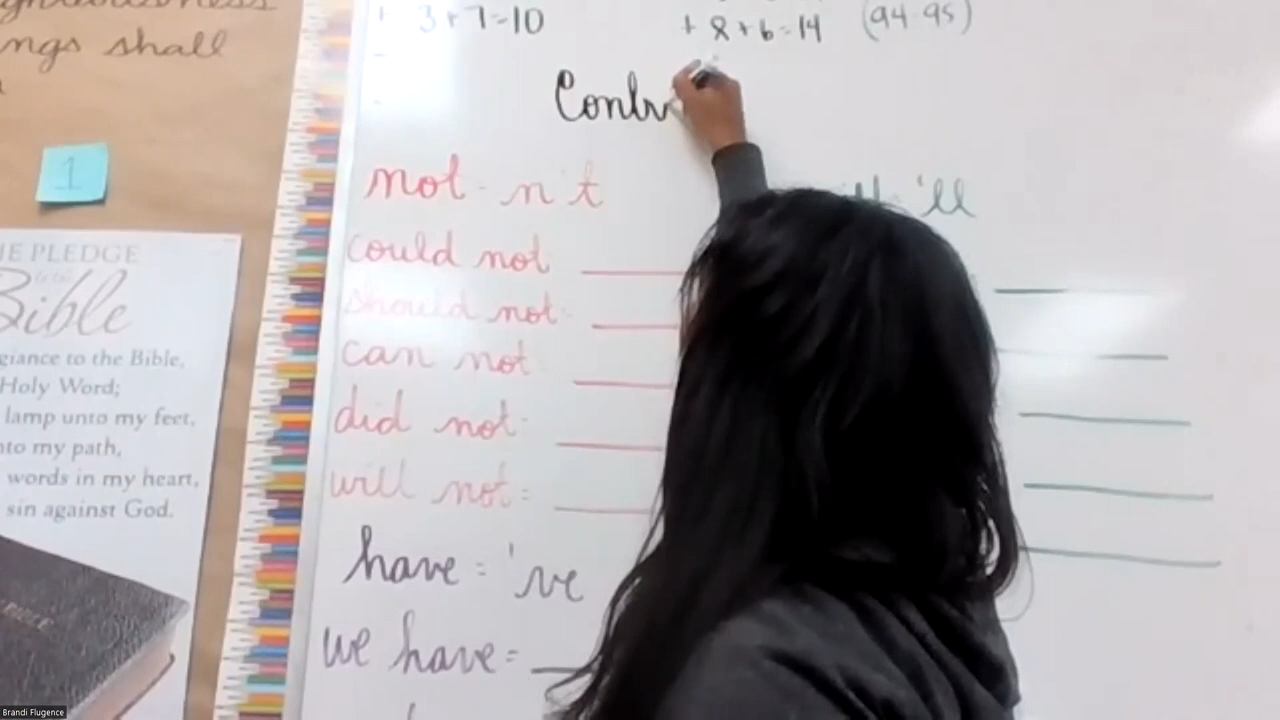 ngs shall
3+7=10
+ 8+6=14 (94-95)
Contr
not - n't
'll
could not
should not:
can not
did not:
will not:
have = 've
we have =
1
THE PLEDGE
to the
Bible
giance to the Bible,
Holy Word;
lamp unto my feet,
nto my path,
words in my heart,
sin against God.
Brandi Flugence